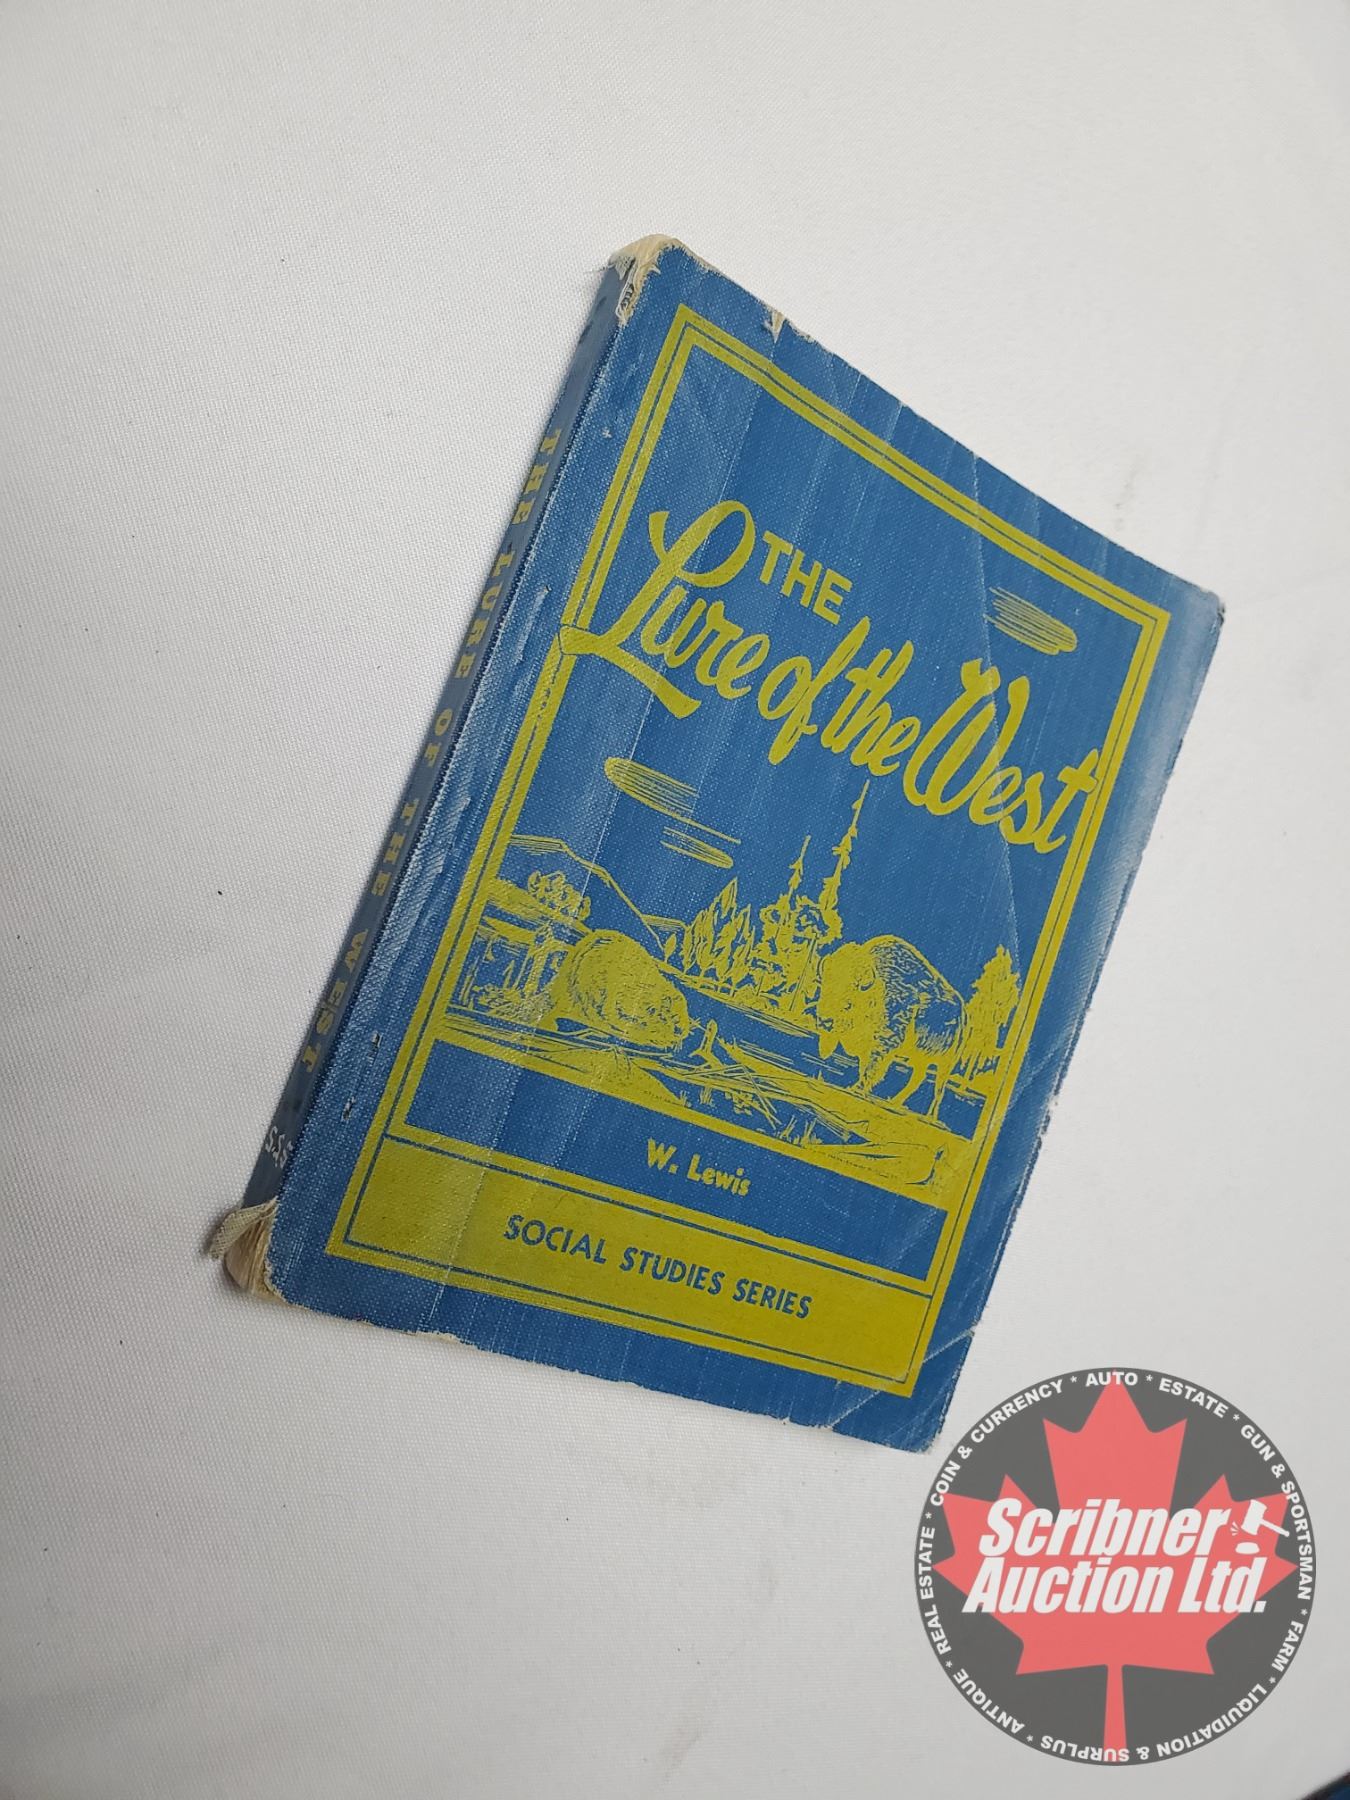 THE
Lure of the West
W. Lewis
SOCIAL STUDIES SERIES
THE LURE OF THE WEST
COIN & CURRENCY * AUTO * ESTATE * GUN & SPORTSMAN * FARM * LIQUIDATION & SURPLUS * ANTIQUE * REAL ESTATE *
Scribner
Auction Ltd.